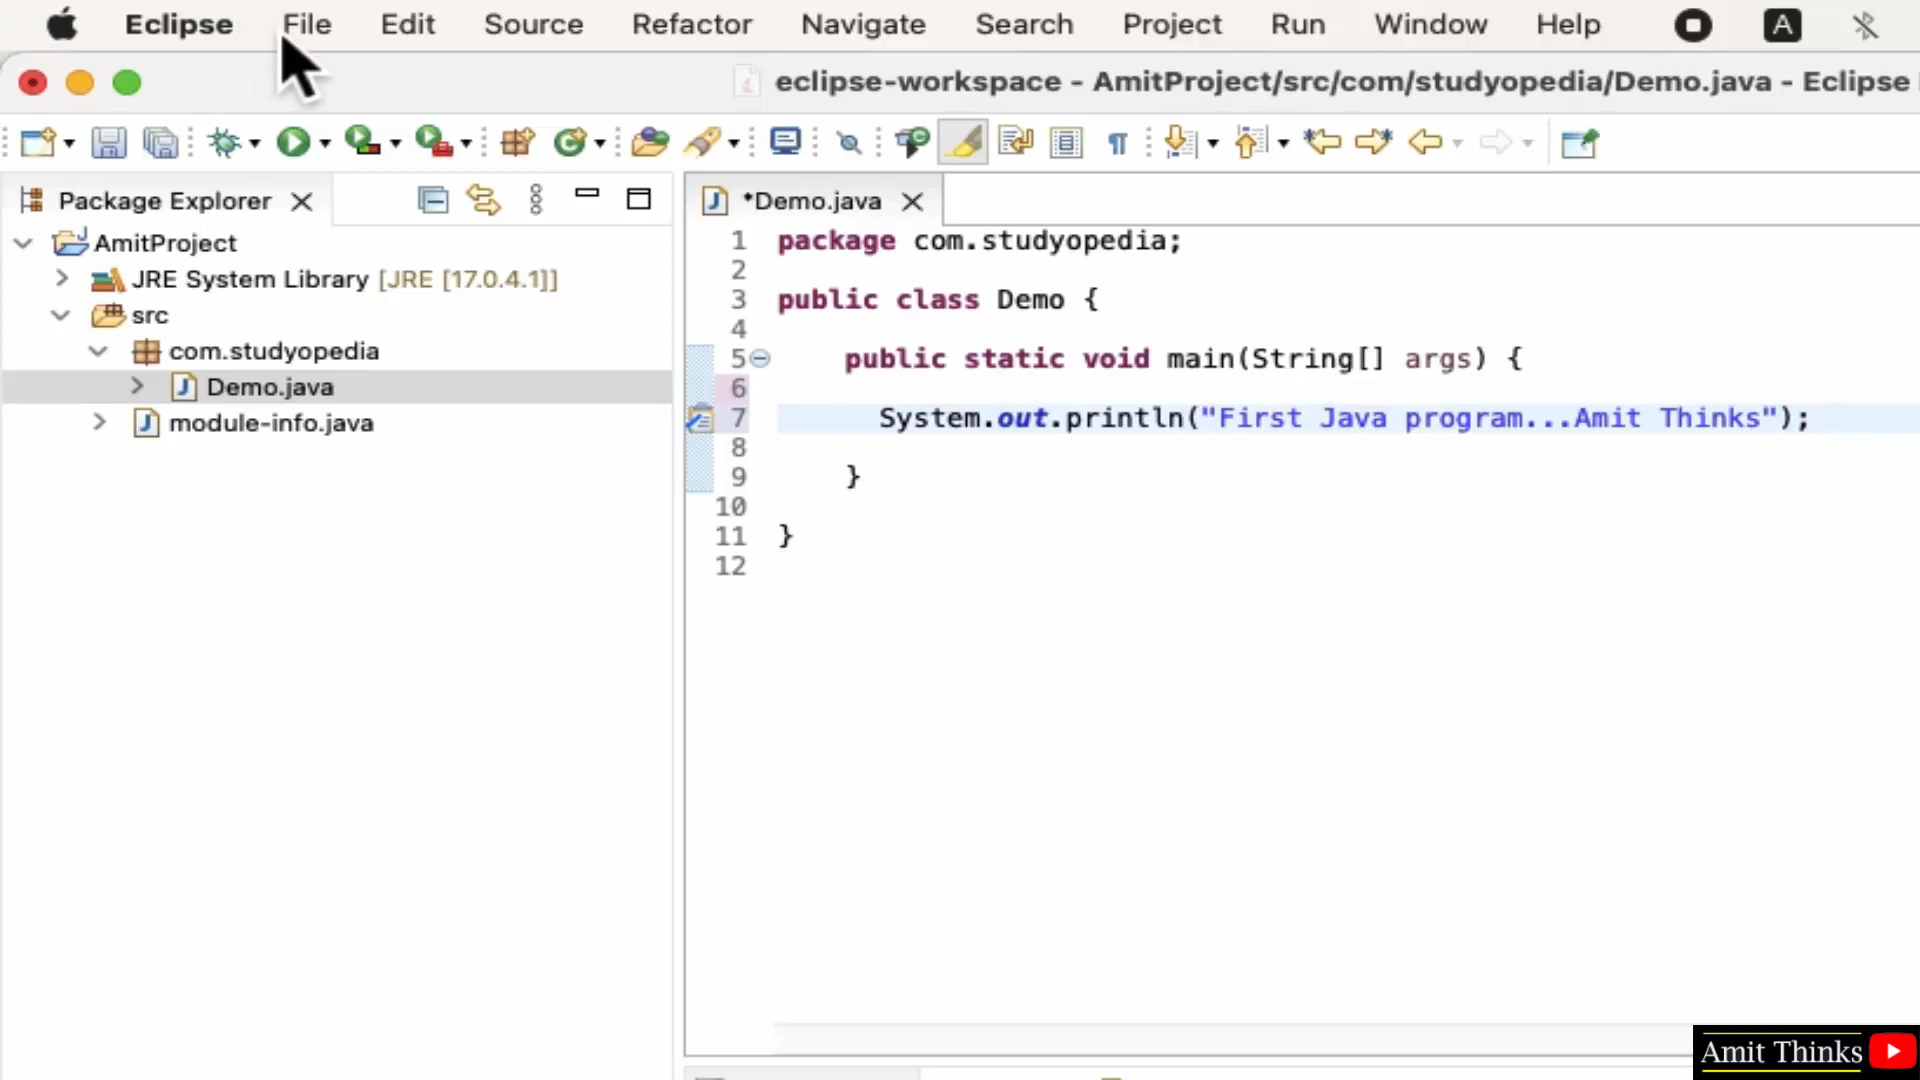 Eclipse File Edit Source Refactor Navigate Search Project Run Window Help A
eclipse-workspace - AmitProject/src/com/studyopedia/Demo.java - Eclipse
Package Explorer
*Demo.java
AmitProject
JRE System Library [JRE [17.0.4.1]]
src
com.studyopedia
Demo.java
module-info.java
1 package com.studyopedia;
2
3 public class Demo {
4
5 public static void main(String[] args) {
6
7 System.out.println("First Java program...Amit Thinks");
8
9 }
10
11 }
12
Amit Thinks